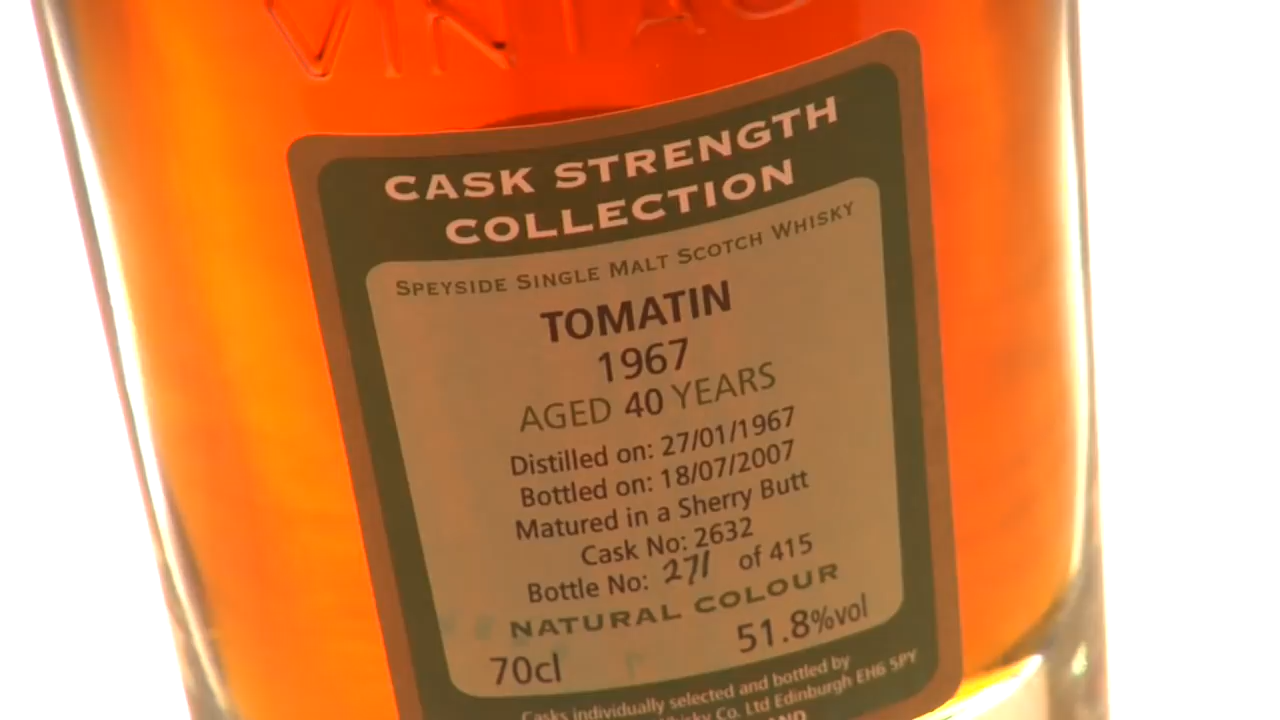 VINTAG
CASK STRENGTH
COLLECTION
SPEYSIDE SINGLE MALT SCOTCH WHISKY
TOMATIN
1967
AGED 40 YEARS
Distilled on: 27/01/1967
Bottled on: 18/07/2007
Matured in a Sherry Butt
Cask No: 2632
Bottle No: 271 of 415
NATURAL COLOUR
70cl 51.8%vol
Casks individually selected and bottled by
Whisky Co. Ltd Edinburgh EH6 5PY